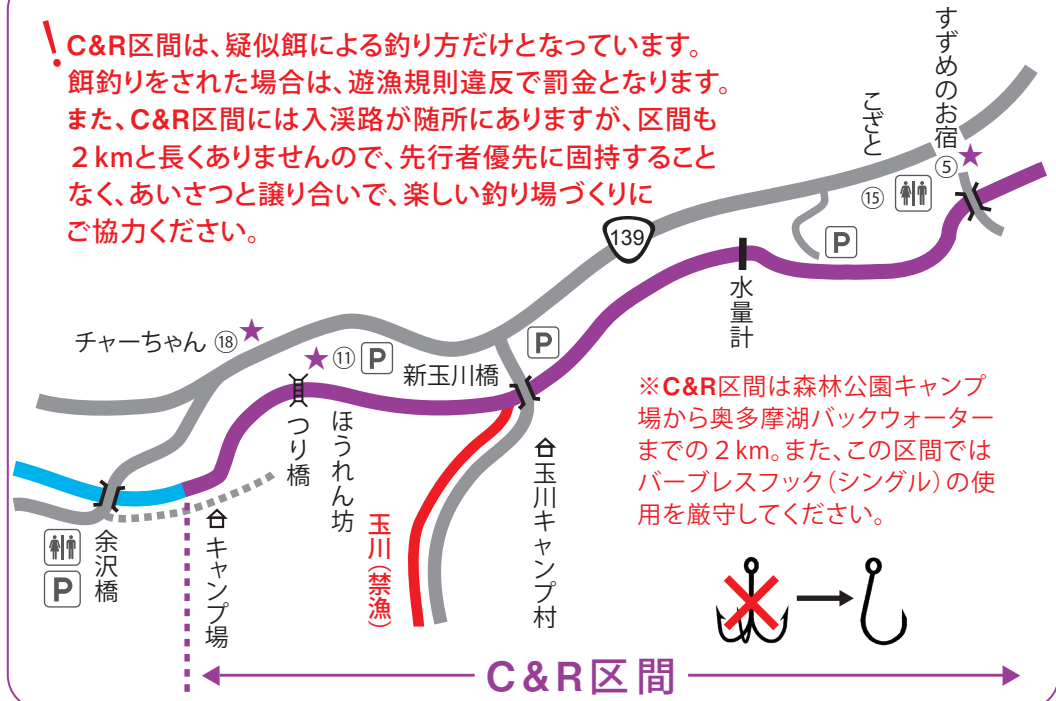 ! C&R区間は、疑似餌による釣り方だけとなっています。
餌釣りをされた場合は、遊漁規則違反で罰金となります。
また、C&R区間には入渓路が随所にありますが、区間も
2kmと長くありませんので、先行者優先に固持すること
なく、あいさつと譲り合いで、楽しい釣り場づくりに
ご協力ください。
すずめのお宿
⑤
こざと
⑮
P
139
水量計
チャーちゃん ⑱
⑪ P
新玉川橋
P
つり橋
ほうれん坊
※C&R区間は森林公園キャンプ
場から奥多摩湖バックウォーター
までの2km。また、この区間では
バーブレスフック(シングル)の使
用を厳守してください。
玉川キャンプ村
玉川(禁漁)
キャンプ場
余沢橋
P
C&R区間